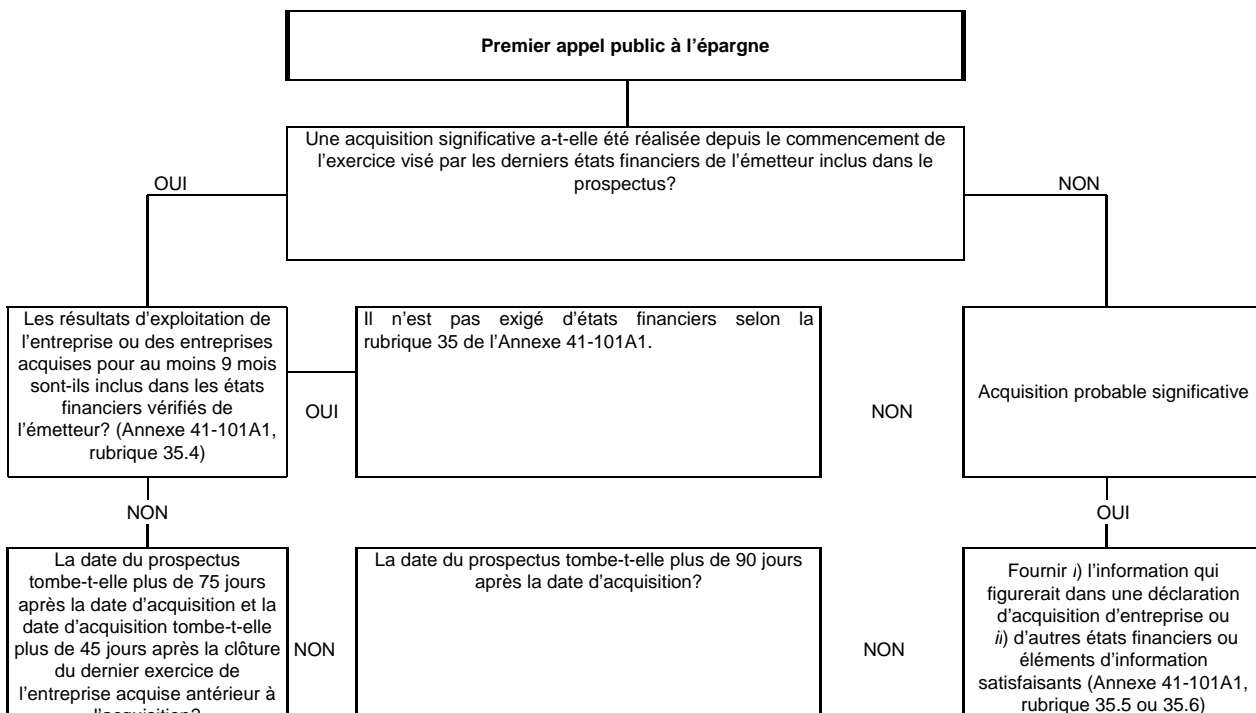 Premier appel public à l'épargne
Une acquisition significative a-t-elle été réalisée depuis le commencement de
l'exercice visé par les derniers états financiers de l'émetteur inclus dans le
prospectus?
OUI
NON
Les résultats d'exploitation de
l'entreprise ou des entreprises
acquises pour au moins 9 mois
sont-ils inclus dans les états
financiers vérifiés de
l'émetteur? (Annexe 41-101A1,
rubrique 35.4)
OUI
Il n'est pas exigé d'états financiers selon la
rubrique 35 de l'Annexe 41-101A1.
NON
Acquisition probable significative
NON
OUI
La date du prospectus
tombe-t-elle plus de 75 jours
après la date d'acquisition et la
date d'acquisition tombe-t-elle
plus de 45 jours après la clôture
du dernier exercice de
l'entreprise acquise antérieur à
l'acquisition?
NON
La date du prospectus tombe-t-elle plus de 90 jours
après la date d'acquisition?
NON
Fournir i) l'information qui
figurerait dans une déclaration
d'acquisition d'entreprise ou
ii) d'autres états financiers ou
éléments d'information
satisfaisants (Annexe 41-101A1,
rubrique 35.5 ou 35.6)